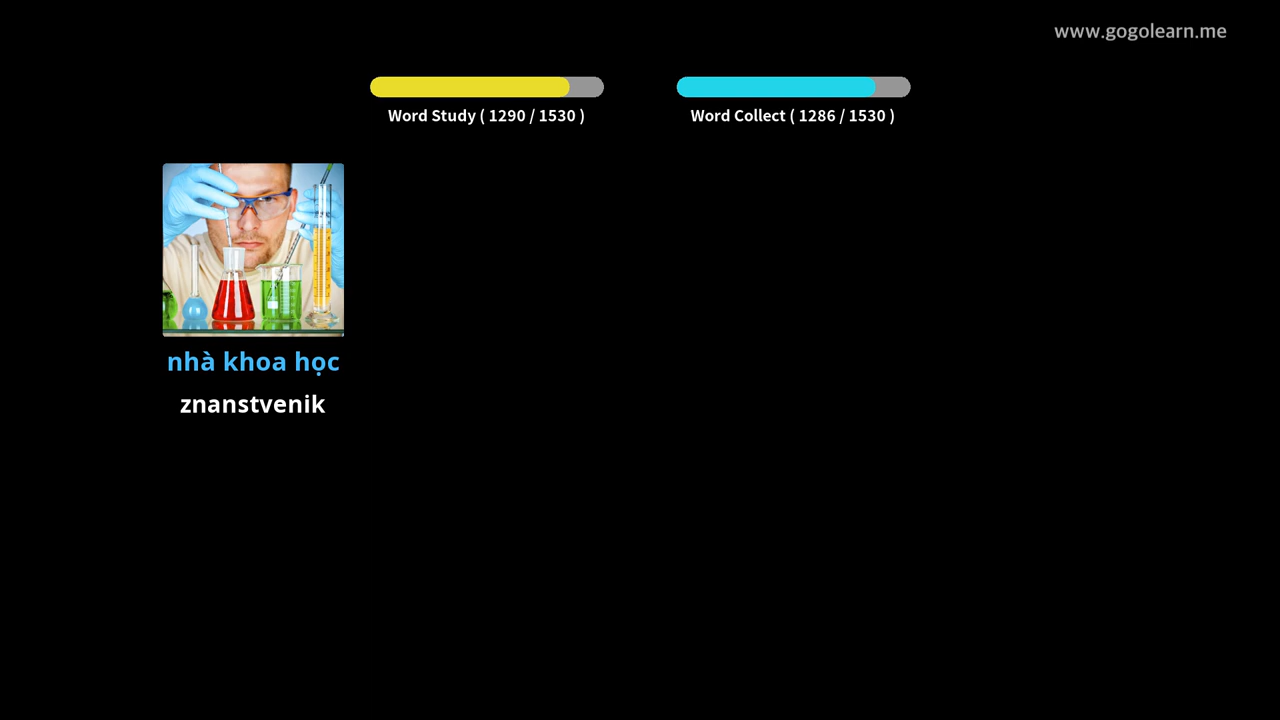 www.gogolearn.me
Word Study ( 1290 / 1530 )
Word Collect ( 1286 / 1530 )
nhà khoa học
znanstvenik